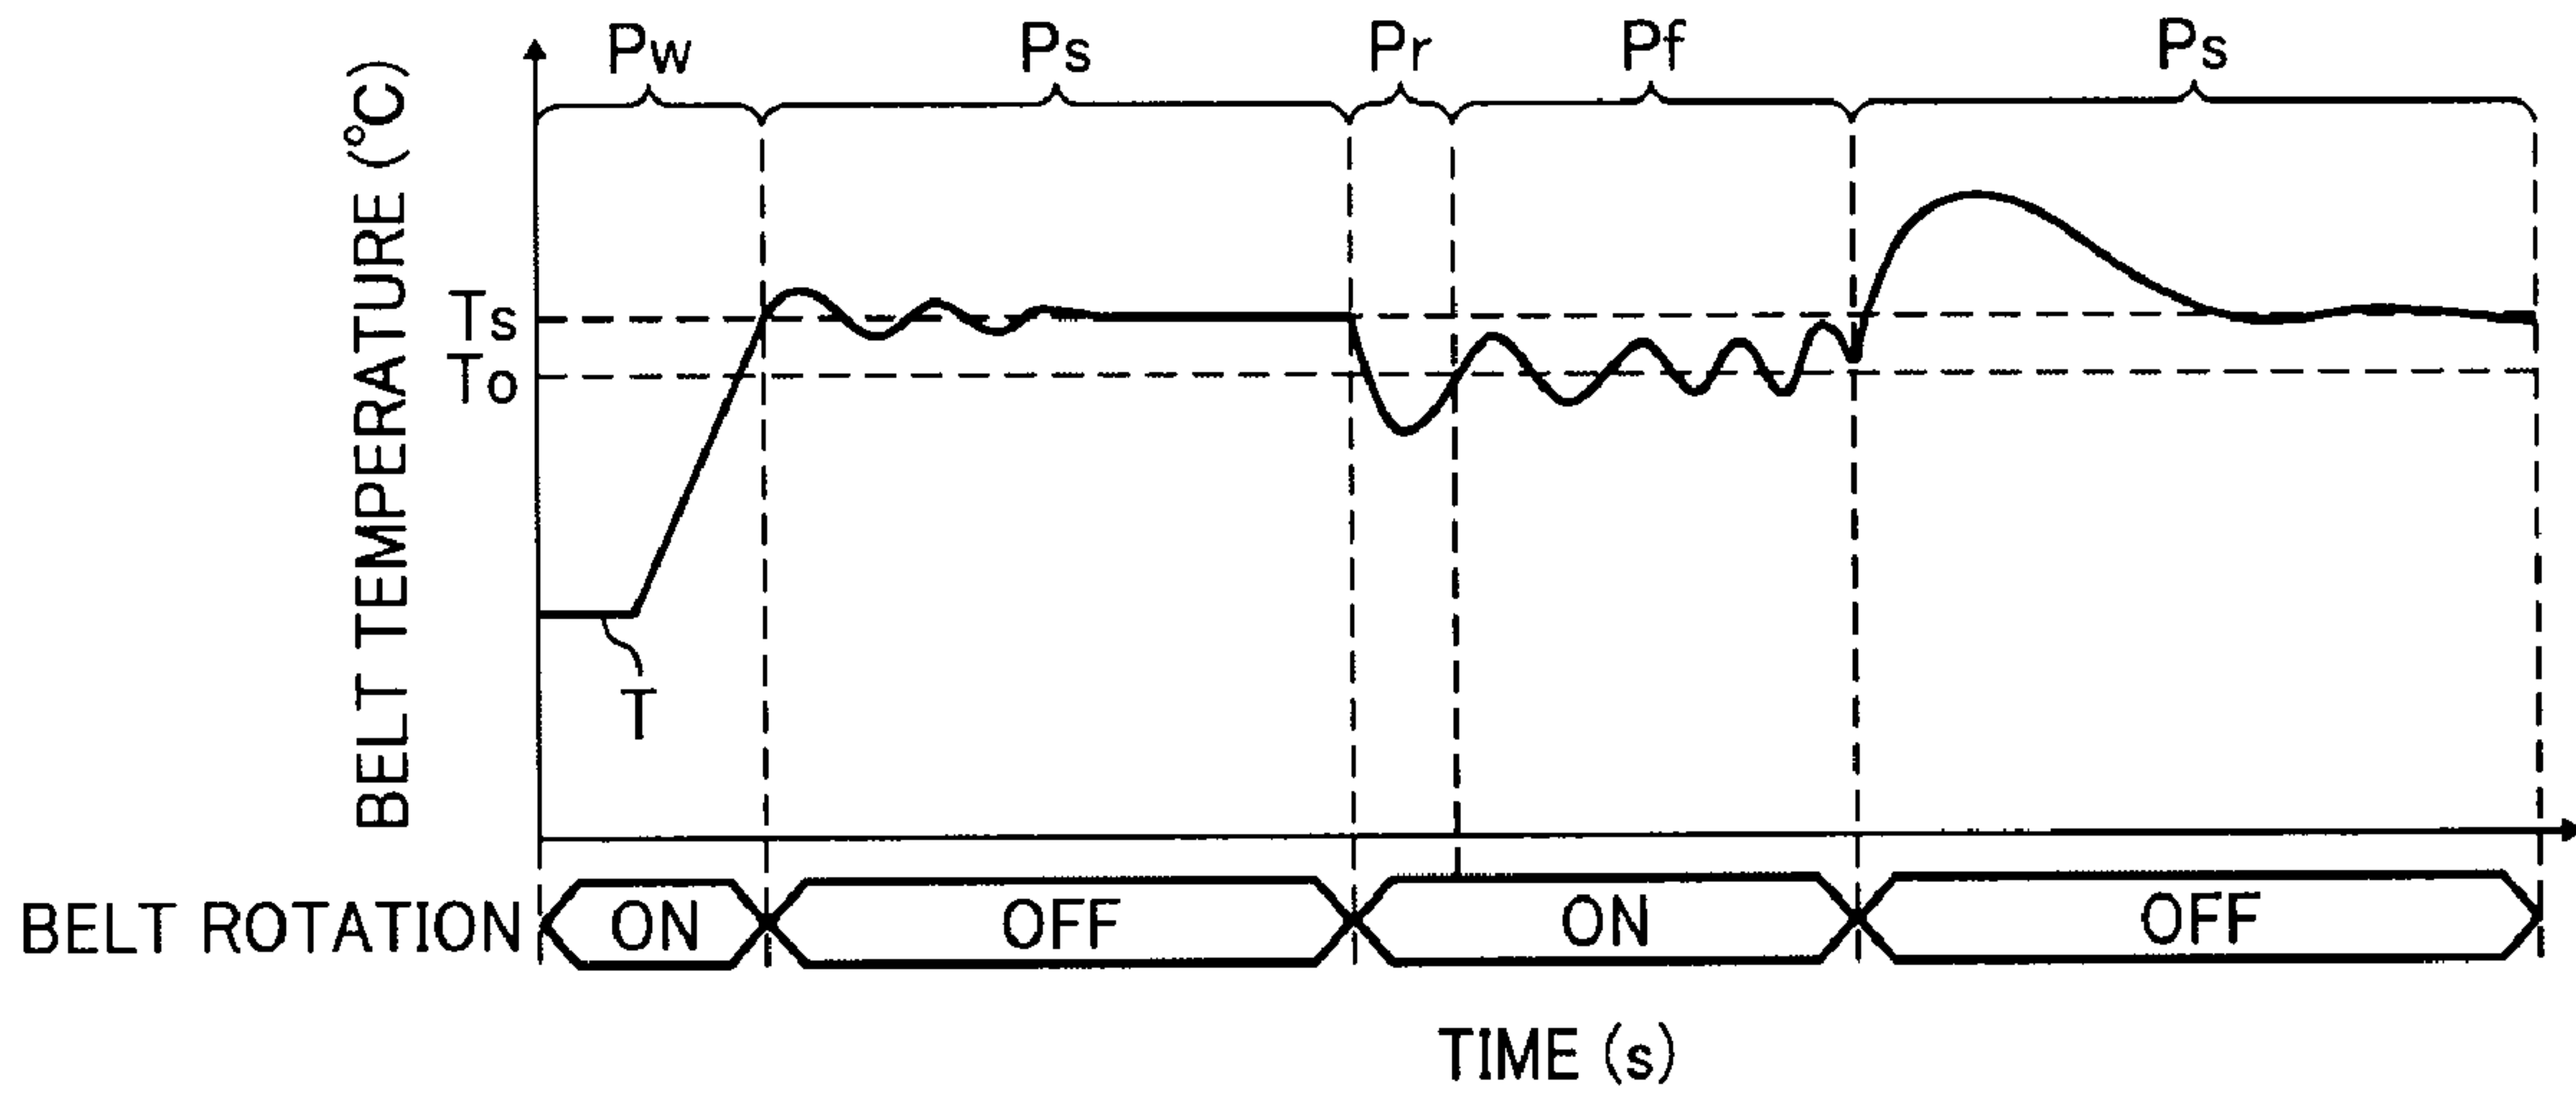 Pw Ps Pr Pf Ps
BELT TEMPERATURE (°C)
Ts
To
T
BELT ROTATION ON OFF ON OFF
TIME (s)